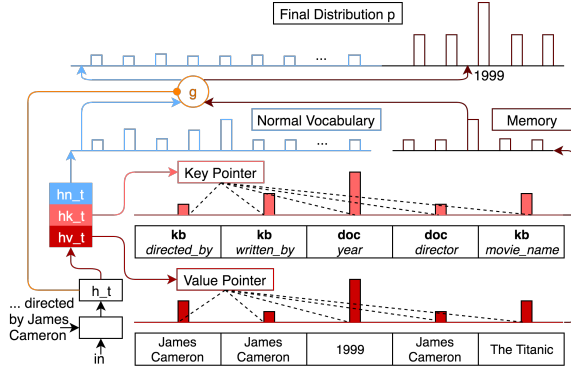 Final Distribution p
...
1999
g
Normal Vocabulary
Memory
...
Key Pointer
hn_t
hk_t
hv_t
kb
directed_by
kb
written_by
doc
year
doc
director
kb
movie_name
Value Pointer
h_t
... directed
by James
Cameron
in
James
Cameron
James
Cameron
1999
James
Cameron
The Titanic